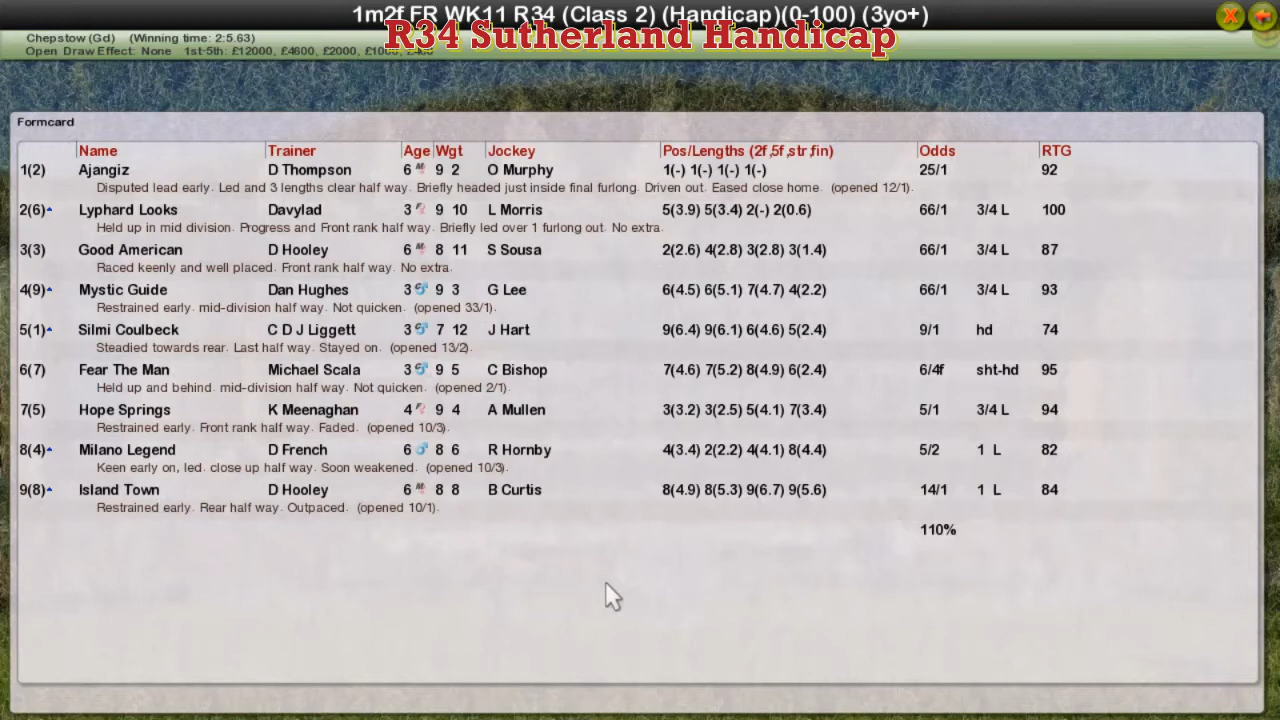 1m2f FR WK11 R34 (Class 2) (Handicap)(0-100) (3yo+)
R34 Sutherland Handicap
Chepstow (Gd) (Winning time: 2:5.63)
Open Draw Effect: None 1st-5th: £12000, £4600, £2000, £1000, £400
Formcard
Name Trainer Age Wgt Jockey Pos/Lengths (2f,5f,str,fin) Odds RTG
1(2) Ajangiz D Thompson 6 9 2 O Murphy 1(-) 1(-) 1(-) 1(-) 25/1 92
Disputed lead early. Led and 3 lengths clear half way. Briefly headed just inside final furlong. Driven out. Eased close home. (opened 12/1).
2(6) Lyphard Looks Davylad 3 9 10 L Morris 5(3.9) 5(3.4) 2(-) 2(0.6) 66/1 3/4 L 100
Held up in mid division. Progress and Front rank half way. Briefly led over 1 furlong out. No extra.
3(3) Good American D Hooley 6 8 11 S Sousa 2(2.6) 4(2.8) 3(2.8) 3(1.4) 66/1 3/4 L 87
Raced keenly and well placed. Front rank half way. No extra.
4(9) Mystic Guide Dan Hughes 3 9 3 G Lee 6(4.5) 6(5.1) 7(4.7) 4(2.2) 66/1 3/4 L 93
Restrained early. mid-division half way. Not quicken. (opened 33/1).
5(1) Silmi Coulbeck C D J Liggett 3 7 12 J Hart 9(6.4) 9(6.1) 6(4.6) 5(2.4) 9/1 hd 74
Steadied towards rear. Last half way. Stayed on. (opened 13/2).
6(7) Fear The Man Michael Scala 3 9 5 C Bishop 7(4.6) 7(5.2) 8(4.9) 6(2.4) 6/4f sht-hd 95
Held up and behind. mid-division half way. Not quicken. (opened 2/1).
7(5) Hope Springs K Meenaghan 4 9 4 A Mullen 3(3.2) 3(2.5) 5(4.1) 7(3.4) 5/1 3/4 L 94
Restrained early. Front rank half way. Faded. (opened 10/3).
8(4) Milano Legend D French 6 8 6 R Hornby 4(3.4) 2(2.2) 4(4.1) 8(4.4) 5/2 1 L 82
Keen early on, led. close up half way. Soon weakened. (opened 10/3).
9(8) Island Town D Hooley 6 8 8 B Curtis 8(4.9) 8(5.3) 9(6.7) 9(5.6) 14/1 1 L 84
Restrained early. Rear half way. Outpaced. (opened 10/1).
110%